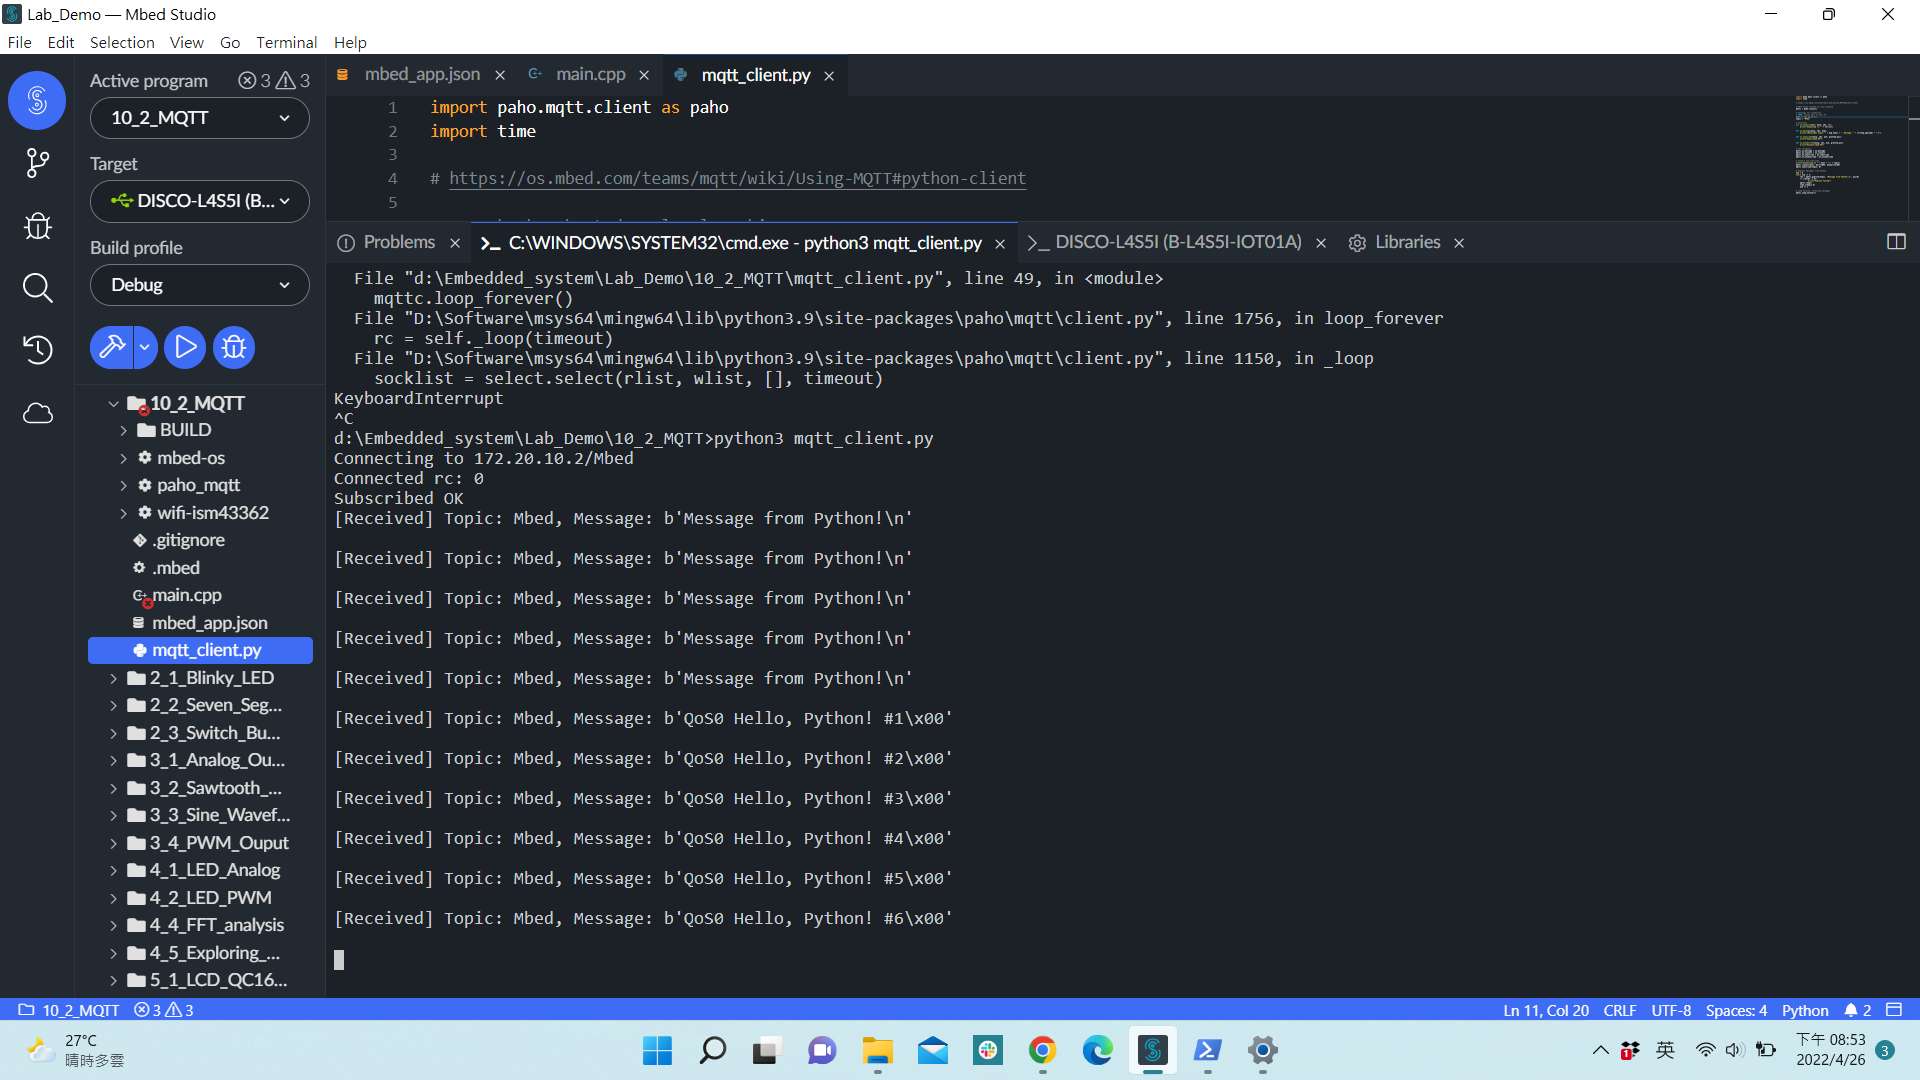 Lab_Demo — Mbed Studio
File Edit Selection View Go Terminal Help
Active program 3 3
10_2_MQTT
Target
DISCO-L4S5I (B...
Build profile
Debug
10_2_MQTT
BUILD
mbed-os
paho_mqtt
wifi-ism43362
.gitignore
.mbed
main.cpp
mbed_app.json
mqtt_client.py
2_1_Blinky_LED
2_2_Seven_Seg...
2_3_Switch_Bu...
3_1_Analog_Ou...
3_2_Sawtooth_...
3_3_Sine_Wavef...
3_4_PWM_Ouput
4_1_LED_Analog
4_2_LED_PWM
4_4_FFT_analysis
4_5_Exploring_...
5_1_LCD_QC16...
mbed_app.json main.cpp mqtt_client.py
1 import paho.mqtt.client as paho
2 import time
3
4 # https://os.mbed.com/teams/mqtt/wiki/Using-MQTT#python-client
5
Problems C:\WINDOWS\SYSTEM32\cmd.exe - python3 mqtt_client.py DISCO-L4S5I (B-L4S5I-IOT01A) Libraries
File "d:\Embedded_system\Lab_Demo\10_2_MQTT\mqtt_client.py", line 49, in <module>
mqttc.loop_forever()
File "D:\Software\msys64\mingw64\lib\python3.9\site-packages\paho\mqtt\client.py", line 1756, in loop_forever
rc = self._loop(timeout)
File "D:\Software\msys64\mingw64\lib\python3.9\site-packages\paho\mqtt\client.py", line 1150, in _loop
socklist = select.select(rlist, wlist, [], timeout)
KeyboardInterrupt
^C
d:\Embedded_system\Lab_Demo\10_2_MQTT>python3 mqtt_client.py
Connecting to 172.20.10.2/Mbed
Connected rc: 0
Subscribed OK
[Received] Topic: Mbed, Message: b'Message from Python!\n'
[Received] Topic: Mbed, Message: b'Message from Python!\n'
[Received] Topic: Mbed, Message: b'Message from Python!\n'
[Received] Topic: Mbed, Message: b'Message from Python!\n'
[Received] Topic: Mbed, Message: b'Message from Python!\n'
[Received] Topic: Mbed, Message: b'QoS0 Hello, Python! #1\x00'
[Received] Topic: Mbed, Message: b'QoS0 Hello, Python! #2\x00'
[Received] Topic: Mbed, Message: b'QoS0 Hello, Python! #3\x00'
[Received] Topic: Mbed, Message: b'QoS0 Hello, Python! #4\x00'
[Received] Topic: Mbed, Message: b'QoS0 Hello, Python! #5\x00'
[Received] Topic: Mbed, Message: b'QoS0 Hello, Python! #6\x00'
10_2_MQTT 3 3 Ln 11, Col 20 CRLF UTF-8 Spaces: 4 Python 2
27°C
晴時多雲
1
英
下午 08:53
2022/4/26
3